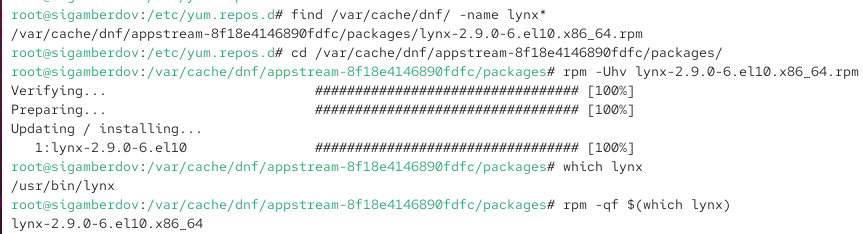 root@sigamberdov:/etc/yum.repos.d# find /var/cache/dnf/ -name lynx*
/var/cache/dnf/appstream-8f18e4146890fdfc/packages/lynx-2.9.0-6.el10.x86_64.rpm
root@sigamberdov:/etc/yum.repos.d# cd /var/cache/dnf/appstream-8f18e4146890fdfc/packages/
root@sigamberdov:/var/cache/dnf/appstream-8f18e4146890fdfc/packages# rpm -Uhv lynx-2.9.0-6.el10.x86_64.rpm
Verifying... ################################# [100%]
Preparing... ################################# [100%]
Updating / installing...
1:lynx-2.9.0-6.el10 ################################# [100%]
root@sigamberdov:/var/cache/dnf/appstream-8f18e4146890fdfc/packages# which lynx
/usr/bin/lynx
root@sigamberdov:/var/cache/dnf/appstream-8f18e4146890fdfc/packages# rpm -qf $(which lynx)
lynx-2.9.0-6.el10.x86_64